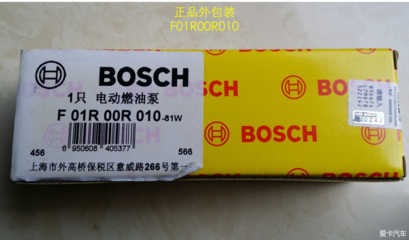 正品外包装
F01R00R010
BOSCH
1只 电动燃油泵
F 01R 00R 010-81W
6 950608 405377
456
566
上海市外高桥保税区意威路266号第一
BOSCH
BOSCH
爱卡汽车